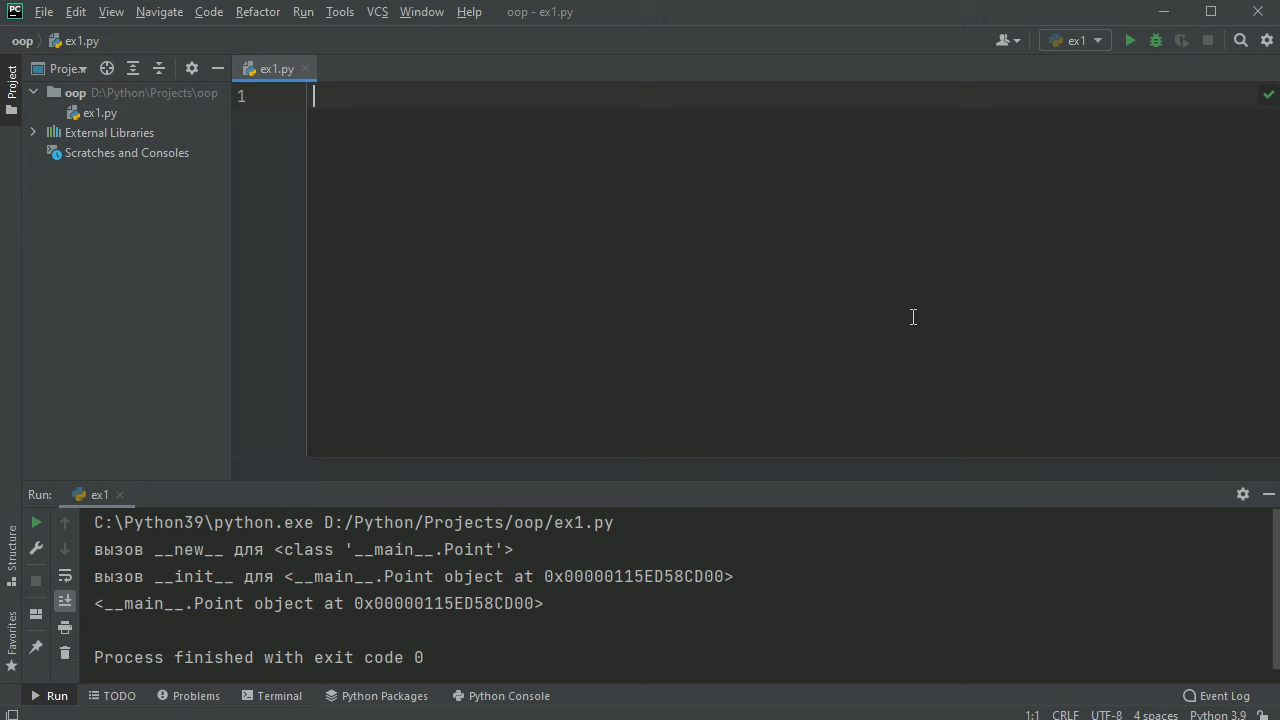 PC File Edit View Navigate Code Refactor Run Tools VCS Window Help oop - ex1.py
oop ex1.py ex1
Project
Proje
ex1.py
oop D:\Python\Projects\oop
ex1.py
External Libraries
Scratches and Consoles
1
Structure
Favorites
Run: ex1
C:\Python39\python.exe D:/Python/Projects/oop/ex1.py
вызов __new__ для <class '__main__.Point'>
вызов __init__ для <__main__.Point object at 0x00000115ED58CD00>
<__main__.Point object at 0x00000115ED58CD00>
Process finished with exit code 0
Run TODO Problems Terminal Python Packages Python Console Event Log
1:1 CRLF UTF-8 4 spaces Python 3.9